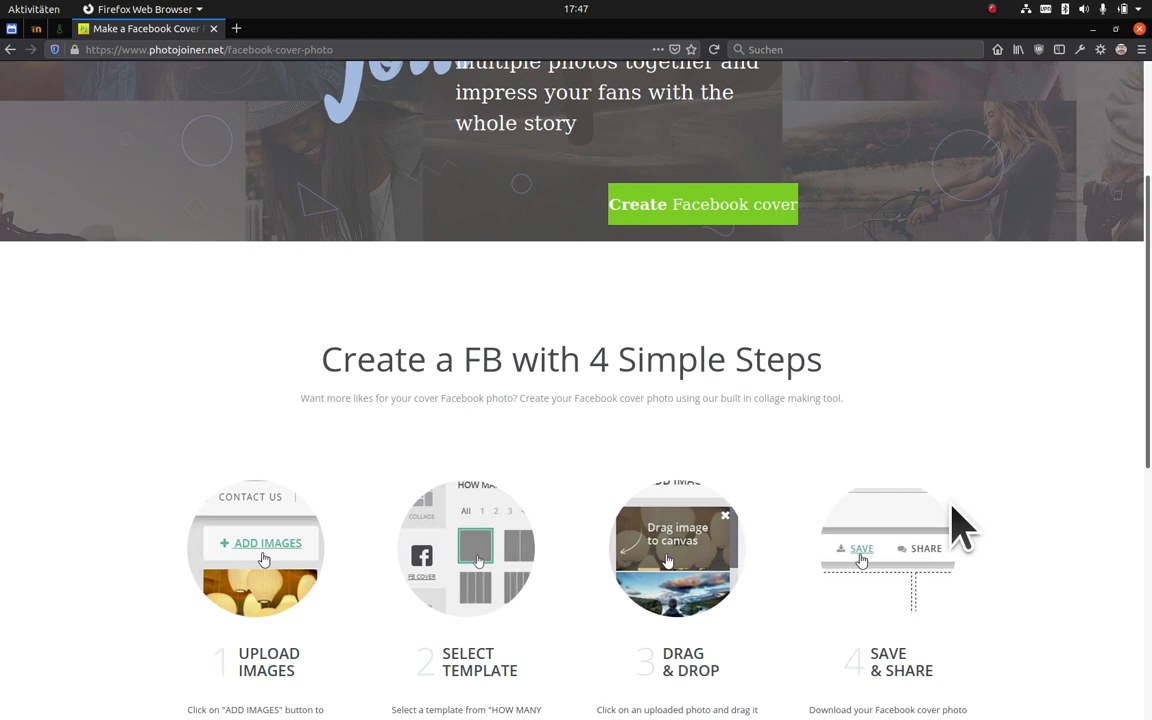 Aktivitäten Firefox Web Browser 17:47
Make a Facebook Cover
https://www.photojoiner.net/facebook-cover-photo Suchen
join
multiple photos together and
impress your fans with the
whole story
Create Facebook cover
Create a FB with 4 Simple Steps
Want more likes for your cover Facebook photo? Create your Facebook cover photo using our built in collage making tool.
CONTACT US
+ ADD IMAGES
HOW MAN
All 1 2 3
COLLAGE
FB COVER
Drag image
to canvas
SAVE SHARE
1 UPLOAD
IMAGES
2 SELECT
TEMPLATE
3 DRAG
& DROP
4 SAVE
& SHARE
Click on "ADD IMAGES" button to
Select a template from "HOW MANY
Click on an uploaded photo and drag it
Download your Facebook cover photo